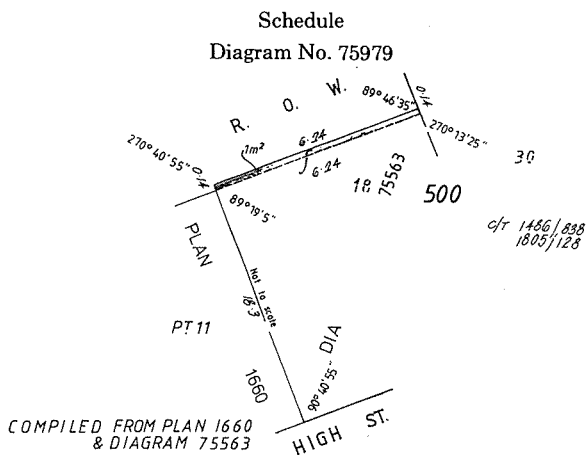 Schedule
Diagram No. 75979
R. O. W.
89°46'35"
0·14
270°13'25"
30
270°40'55"
0·14
1m²
6·24
6·24
18
75563
500
C/T 1486/838
1805/128
89°19'5"
PLAN
Not to scale
18·3
PT 11
DIA
1660
90°40'55"
COMPILED FROM PLAN 1660
& DIAGRAM 75563
HIGH ST.